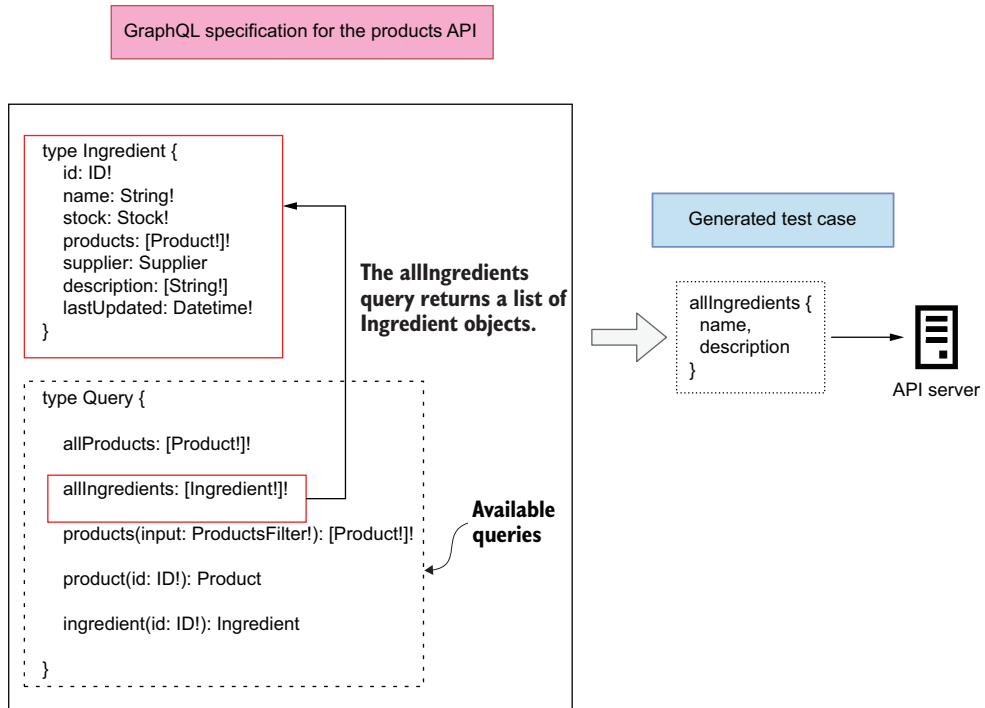 GraphQL specification for the products API
type Ingredient {
id: ID!
name: String!
stock: Stock!
products: [Product!]!
supplier: Supplier
description: [String!]
lastUpdated: Datetime!
}
The allIngredients
query returns a list of
Ingredient objects.
type Query {
allProducts: [Product!]!
allIngredients: [Ingredient!]!
products(input: ProductsFilter!): [Product!]!
product(id: ID!): Product
ingredient(id: ID!): Ingredient
}
Available
queries
Generated test case
allIngredients {
name,
description
}
API server